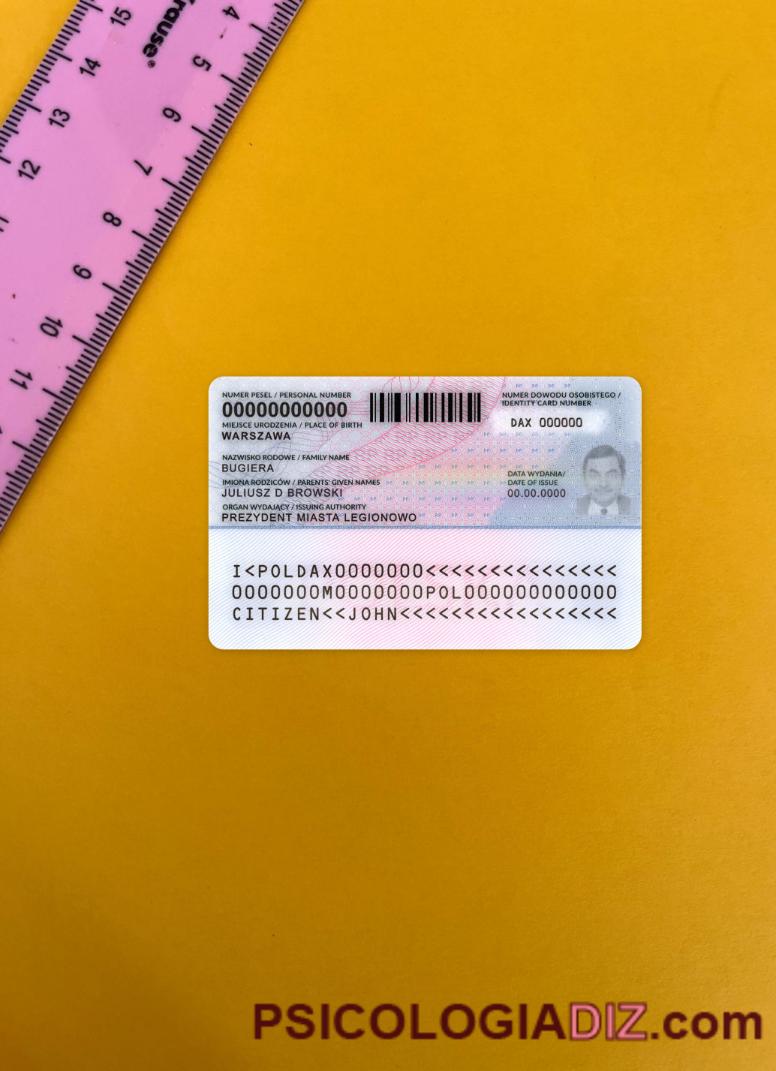 15
4
Krause®
14
5
13
6
12
7
8
9
10
11
NUMER PESEL / PERSONAL NUMBER
00000000000
MIEJSCE URODZENIA / PLACE OF BIRTH
WARSZAWA
NUMER DOWODU OSOBISTEGO /
IDENTITY CARD NUMBER
DAX 000000
NAZWISKO RODOWE / FAMILY NAME
BUGIERA
IMIONA RODZICÓW / PARENTS' GIVEN NAMES
JULIUSZ D BROWSKI
ORGAN WYDAJĄCY / ISSUING AUTHORITY
PREZYDENT MIASTA LEGIONOWO
DATA WYDANIA/
DATE OF ISSUE
00.00.0000
I<POLDAX0000000<<<<<<<<<<<<<<<
0000000M0000000POL000000000000
CITIZEN<<JOHN<<<<<<<<<<<<<<<<<
PSICOLOGIADIZ.com